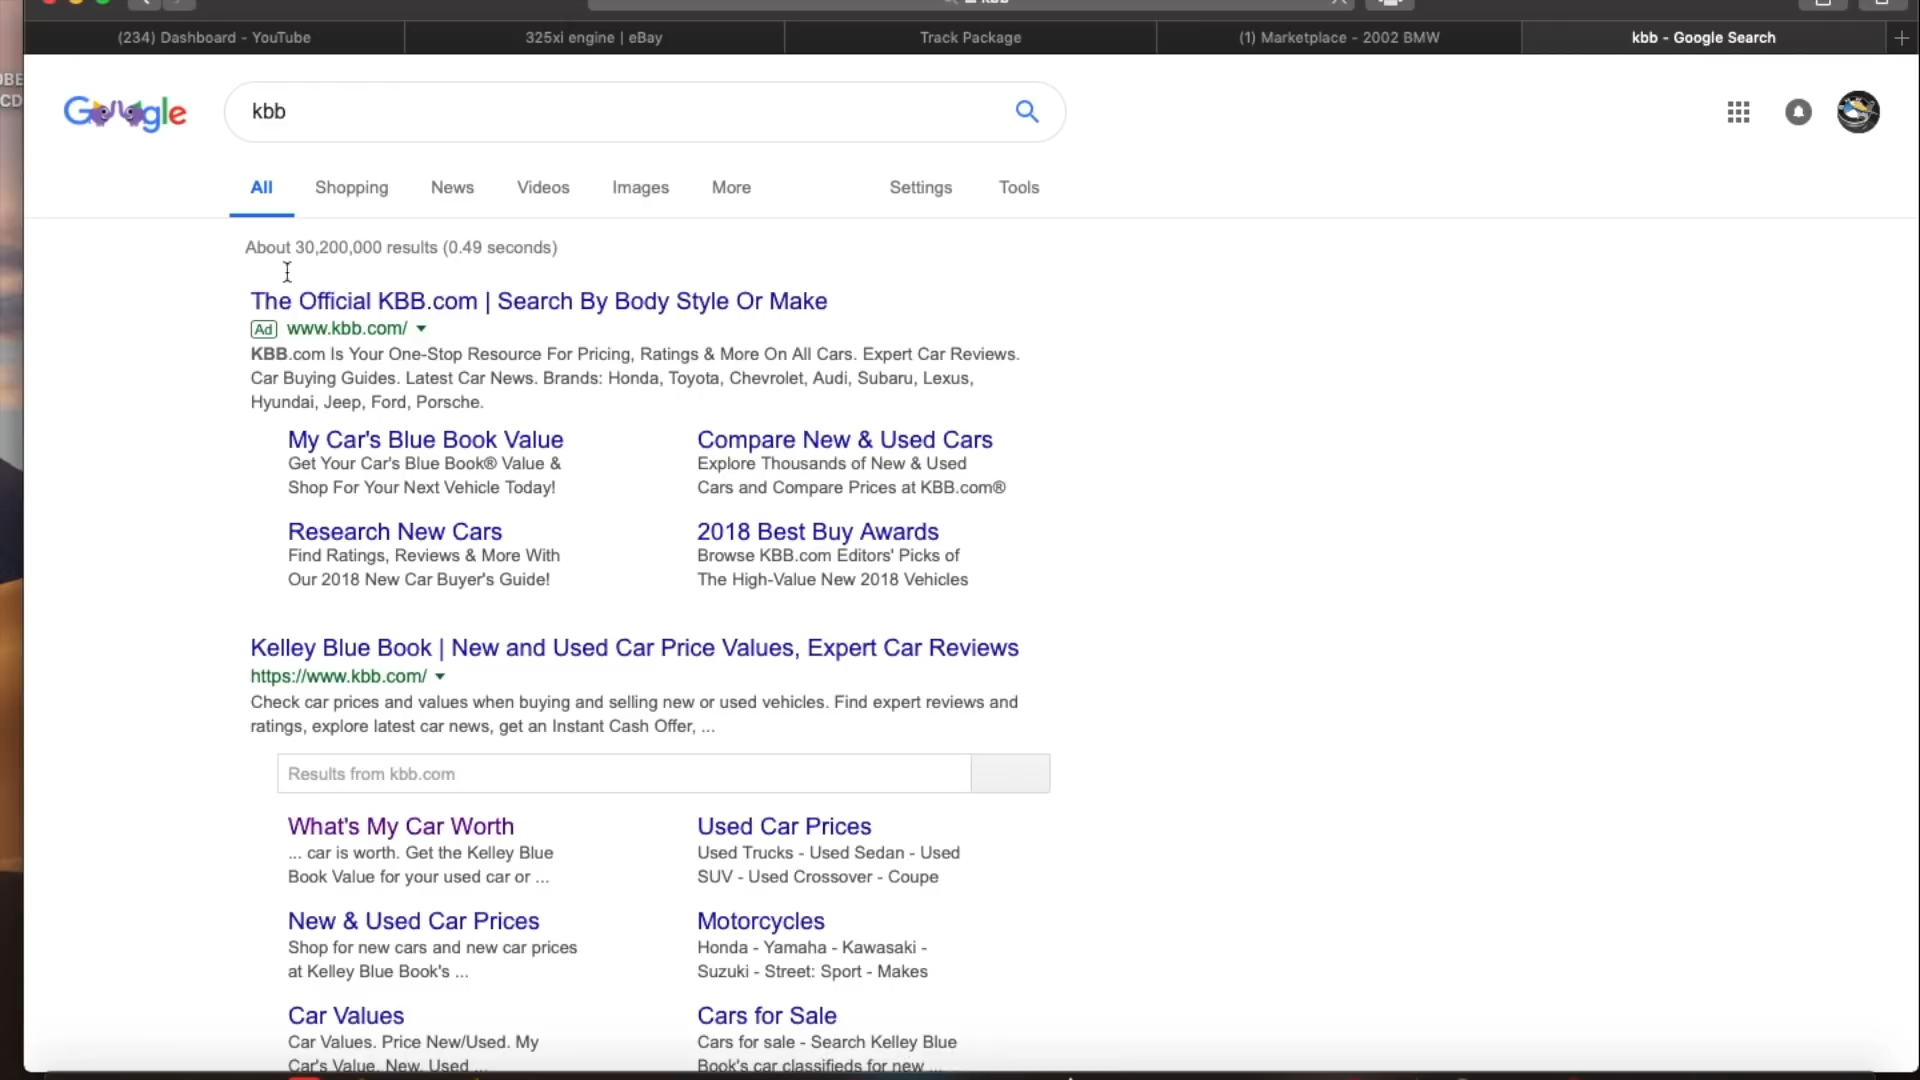 kbb
(234) Dashboard - YouTube
325xi engine | eBay
Track Package
(1) Marketplace - 2002 BMW
kbb - Google Search
OBE
CD
Google
kbb
All
Shopping
News
Videos
Images
More
Settings
Tools
About 30,200,000 results (0.49 seconds)
The Official KBB.com | Search By Body Style Or Make
Ad www.kbb.com/
KBB.com Is Your One-Stop Resource For Pricing, Ratings & More On All Cars. Expert Car Reviews.
Car Buying Guides. Latest Car News. Brands: Honda, Toyota, Chevrolet, Audi, Subaru, Lexus,
Hyundai, Jeep, Ford, Porsche.
My Car's Blue Book Value
Get Your Car's Blue Book® Value &
Shop For Your Next Vehicle Today!
Compare New & Used Cars
Explore Thousands of New & Used
Cars and Compare Prices at KBB.com®
Research New Cars
Find Ratings, Reviews & More With
Our 2018 New Car Buyer's Guide!
2018 Best Buy Awards
Browse KBB.com Editors' Picks of
The High-Value New 2018 Vehicles
Kelley Blue Book | New and Used Car Price Values, Expert Car Reviews
https://www.kbb.com/
Check car prices and values when buying and selling new or used vehicles. Find expert reviews and
ratings, explore latest car news, get an Instant Cash Offer, ...
Results from kbb.com
What's My Car Worth
... car is worth. Get the Kelley Blue
Book Value for your used car or ...
Used Car Prices
Used Trucks - Used Sedan - Used
SUV - Used Crossover - Coupe
New & Used Car Prices
Shop for new cars and new car prices
at Kelley Blue Book's ...
Motorcycles
Honda - Yamaha - Kawasaki -
Suzuki - Street: Sport - Makes
Car Values
Car Values. Price New/Used. My
Car's Value. New. Used ...
Cars for Sale
Cars for sale - Search Kelley Blue
Book's car classifieds for new ...